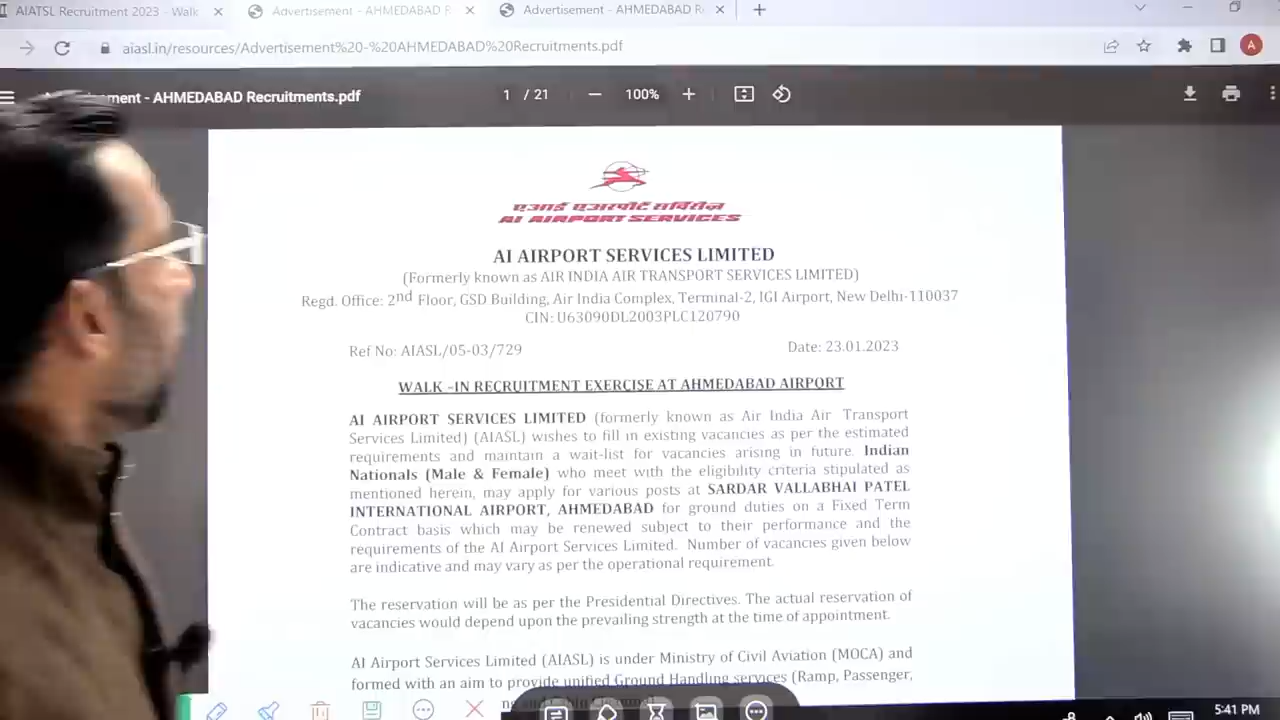 AIATSL Recruitment 2023 - Walk
Advertisement - AHMEDABAD R
Advertisement - AHMEDABAD Re
aiasl.in/resources/Advertisement%20-%20AHMEDABAD%20Recruitments.pdf
A
ement - AHMEDABAD Recruitments.pdf
1 / 21
100%
एआई एअरपोर्ट सर्विसेज़
AI AIRPORT SERVICES
AI AIRPORT SERVICES LIMITED
(Formerly known as AIR INDIA AIR TRANSPORT SERVICES LIMITED)
Regd. Office: 2nd Floor, GSD Building, Air India Complex, Terminal-2, IGI Airport, New Delhi-110037
CIN: U63090DL2003PLC120790
Ref No: AIASL/05-03/729 Date: 23.01.2023
WALK -IN RECRUITMENT EXERCISE AT AHMEDABAD AIRPORT
AI AIRPORT SERVICES LIMITED (formerly known as Air India Air Transport
Services Limited) (AIASL) wishes to fill in existing vacancies as per the estimated
requirements and maintain a wait-list for vacancies arising in future. Indian
Nationals (Male & Female) who meet with the eligibility criteria stipulated as
mentioned herein, may apply for various posts at SARDAR VALLABHAI PATEL
INTERNATIONAL AIRPORT, AHMEDABAD for ground duties on a Fixed Term
Contract basis which may be renewed subject to their performance and the
requirements of the AI Airport Services Limited. Number of vacancies given below
are indicative and may vary as per the operational requirement.
The reservation will be as per the Presidential Directives. The actual reservation of
vacancies would depend upon the prevailing strength at the time of appointment.
AI Airport Services Limited (AIASL) is under Ministry of Civil Aviation (MOCA) and
formed with an aim to provide unified Ground Handling services (Ramp, Passenger,
5:41 PM